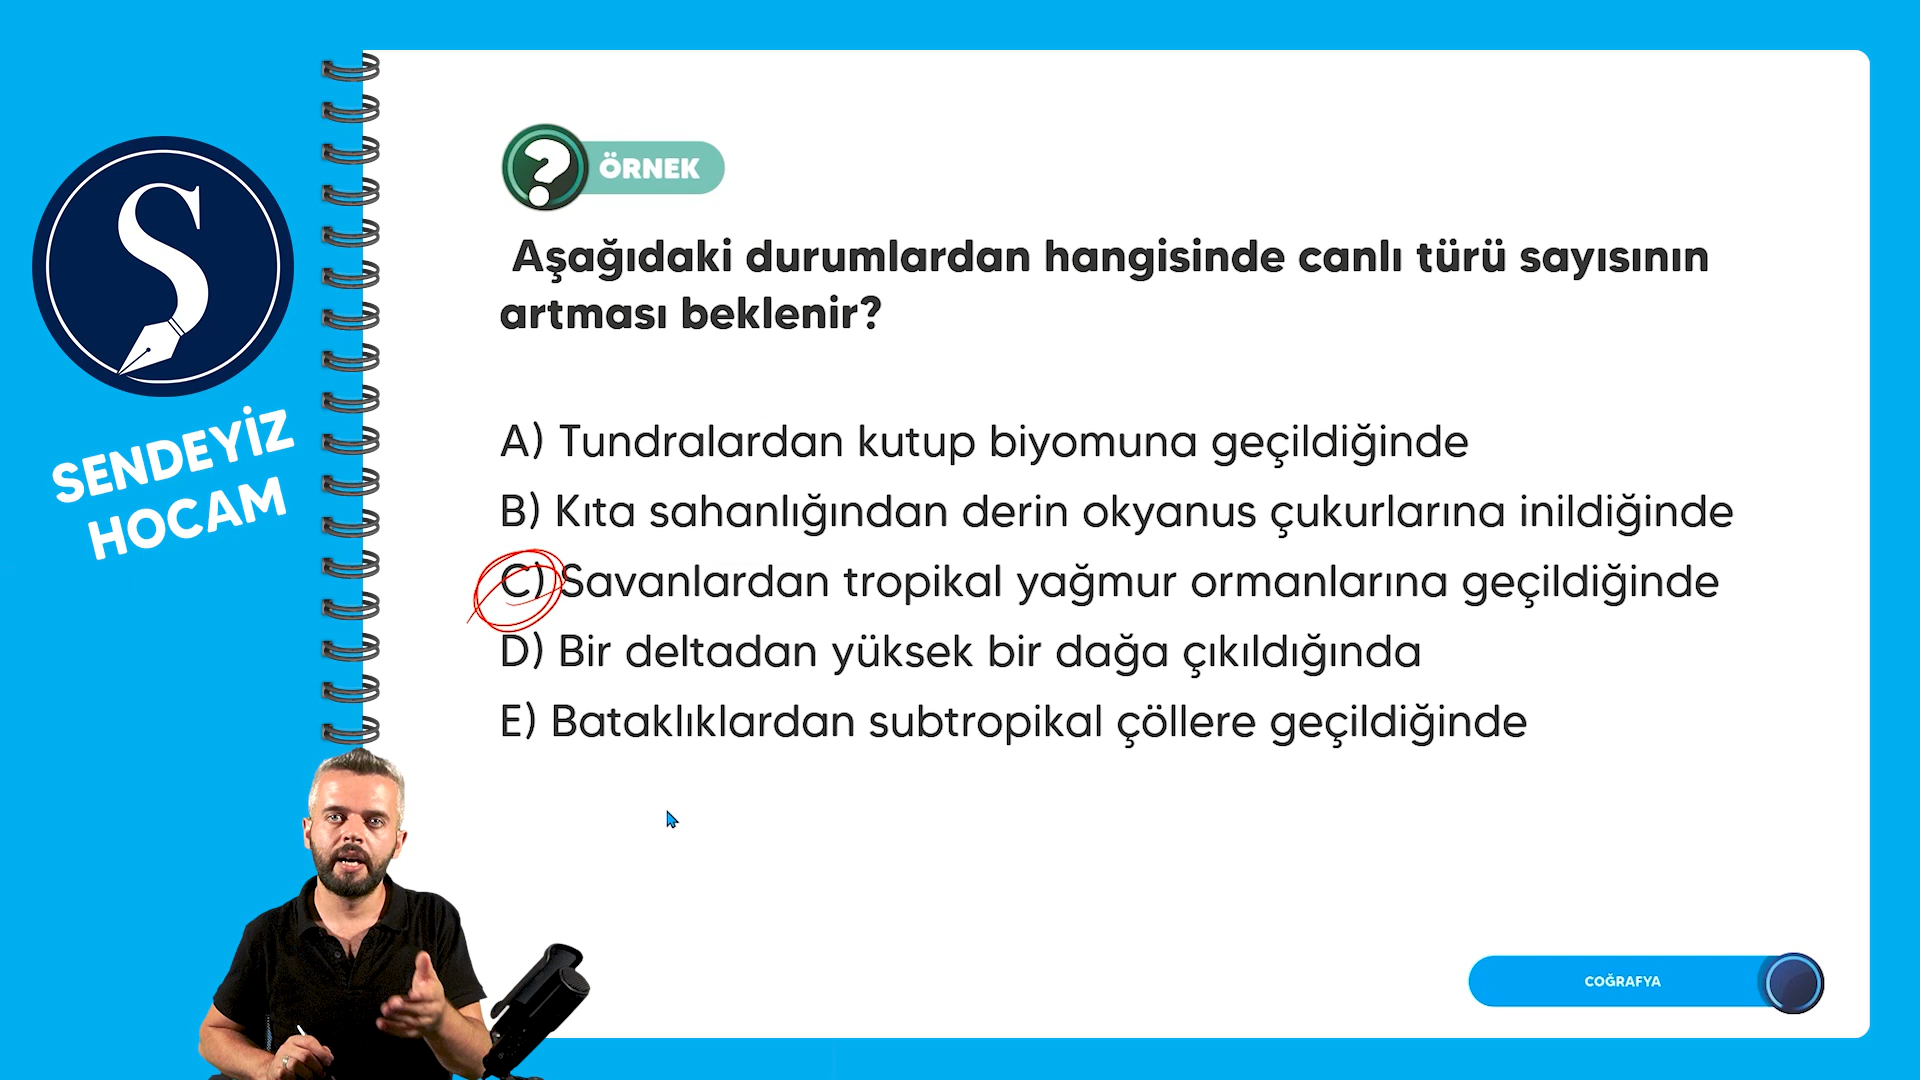 S
SENDEYİZ
HOCAM
?
ÖRNEK
Aşağıdaki durumlardan hangisinde canlı türü sayısının
artması beklenir?
A) Tundralardan kutup biyomuna geçildiğinde
B) Kıta sahanlığından derin okyanus çukurlarına inildiğinde
C) Savanlardan tropikal yağmur ormanlarına geçildiğinde
D) Bir deltadan yüksek bir dağa çıkıldığında
E) Bataklıklardan subtropikal çöllere geçildiğinde
COĞRAFYA